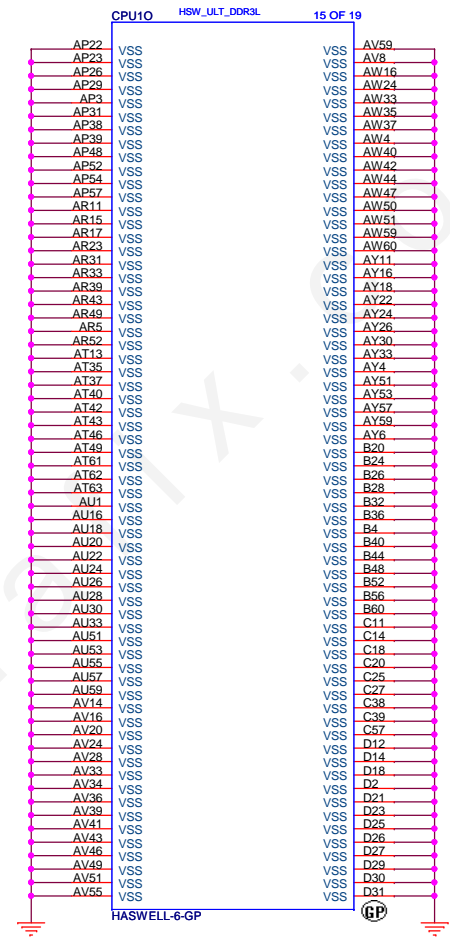 CPU1O HSW_ULT_DDR3L 15 OF 19
AP22 VSS VSS AV59
AP23 VSS VSS AV8
AP26 VSS VSS AW16
AP29 VSS VSS AW24
AP3 VSS VSS AW33
AP31 VSS VSS AW35
AP38 VSS VSS AW37
AP39 VSS VSS AW4
AP48 VSS VSS AW40
AP52 VSS VSS AW42
AP54 VSS VSS AW44
AP57 VSS VSS AW47
AR11 VSS VSS AW50
AR15 VSS VSS AW51
AR17 VSS VSS AW59
AR23 VSS VSS AW60
AR31 VSS VSS AY11
AR33 VSS VSS AY16
AR39 VSS VSS AY18
AR43 VSS VSS AY22
AR49 VSS VSS AY24
AR5 VSS VSS AY26
AR52 VSS VSS AY30
AT13 VSS VSS AY33
AT35 VSS VSS AY4
AT37 VSS VSS AY51
AT40 VSS VSS AY53
AT42 VSS VSS AY57
AT43 VSS VSS AY59
AT46 VSS VSS AY6
AT49 VSS VSS B20
AT61 VSS VSS B24
AT62 VSS VSS B26
AT63 VSS VSS B28
AU1 VSS VSS B32
AU16 VSS VSS B36
AU18 VSS VSS B4
AU20 VSS VSS B40
AU22 VSS VSS B44
AU24 VSS VSS B48
AU26 VSS VSS B52
AU28 VSS VSS B56
AU30 VSS VSS B60
AU33 VSS VSS C11
AU51 VSS VSS C14
AU53 VSS VSS C18
AU55 VSS VSS C20
AU57 VSS VSS C25
AU59 VSS VSS C27
AV14 VSS VSS C38
AV16 VSS VSS C39
AV20 VSS VSS C57
AV24 VSS VSS D12
AV28 VSS VSS D14
AV33 VSS VSS D18
AV34 VSS VSS D2
AV36 VSS VSS D21
AV39 VSS VSS D23
AV41 VSS VSS D25
AV43 VSS VSS D26
AV46 VSS VSS D27
AV49 VSS VSS D29
AV51 VSS VSS D30
AV55 VSS VSS D31
HASWELL-6-GP GP